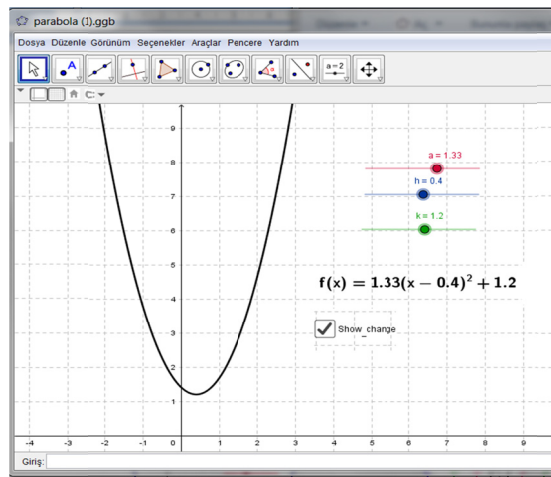 parabola (1).ggb
Dosya Düzenle Görünüm Seçenekler Araçlar Pencere Yardım
A
a=2
9
8
7
6
5
4
3
2
1
a = 1.33
h = 0.4
k = 1.2
f(x) = 1.33(x − 0.4)² + 1.2
Show_change
-4 -3 -2 -1 0 1 2 3 4 5 6 7 8 9
Giriş: